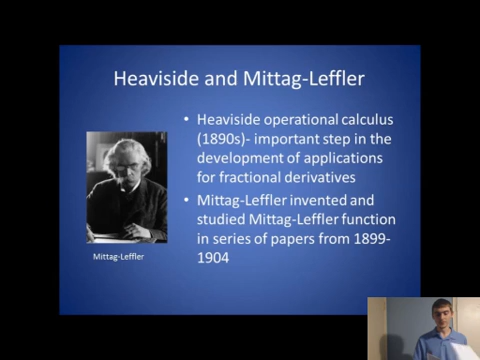 Heaviside and Mittag-Leffler
• Heaviside operational calculus
(1890s)- important step in the
development of applications
for fractional derivatives
• Mittag-Leffler invented and
studied Mittag-Leffler function
in series of papers from 1899-
1904
Mittag-Leffler